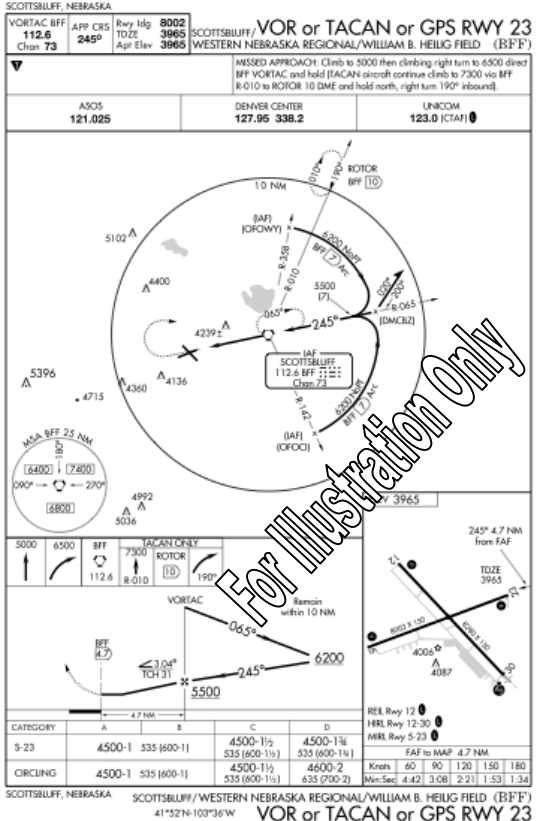 SCOTTSBLUFF, NEBRASKA
VORTAC BFF
112.6
Chan 73
APP CRS
245°
Rwy ldg 8002
TDZE 3965
Apt Elev 3965
SCOTTSBLUFF/
WESTERN NEBRASKA REGIONAL/WILLIAM B. HEILIG FIELD (BFF)
VOR or TACAN or GPS RWY 23
MISSED APPROACH: Climb to 5000 then climbing right turn to 6500 direct
BFF VORTAC and hold (TACAN aircraft continue climb to 7300 via BFF
R-010 to ROTOR 10 DME and hold north, right turn 190° inbound).
ASOS
121.025
DENVER CENTER
127.95 338.2
UNICOM
123.0 (CTAF) L
10 NM
010°
190°
ROTOR
BFF 10
(IAF)
(OFOWY)
5102
6200 NoPT
BFF 7 Arc
R-358
R-010
4400
5500
(7)
020°
200°
R-065
(DMCBZ)
065°
245°
4239±
IAF
SCOTTSBLUFF
112.6 BFF
Chan 73
5396
4715
4360
4136
R-142
6200 NoPT
BFF 7 Arc
(IAF)
(OFOCI)
MSA BFF 25 NM
180°
6400
7400
090°
270°
6800
4992
5036
For Illustration Only
3965
5000
6500
BFF
112.6
TACAN ONLY
7300
R-010
ROTOR
10
190°
245° 4.7 NM
from FAF
TDZE
3965
12
23
8002 X 150
8280 X 150
30
4006
4087
VORTAC
Remain
within 10 NM
065°
BFF
4.7
3.04°
TCH 31
245°
6200
5500
4.7 NM
REIL Rwy 12 L
HIRL Rwy 12-30 L
MIRL Rwy 5-23 L
CATEGORY A B C D
S-23 4500-1 535 (600-1) 4500-1½ 535 (600-1½) 4500-1¾ 535 (600-1¾)
CIRCLING 4500-1 535 (600-1) 4500-1½ 535 (600-1½) 4600-2 635 (700-2)
FAF to MAP 4.7 NM
Knots 60 90 120 150 180
Min:Sec 4:42 3:08 2:21 1:53 1:34
SCOTTSBLUFF, NEBRASKA
SCOTTSBLUFF/WESTERN NEBRASKA REGIONAL/WILLIAM B. HEILIG FIELD (BFF)
41°52'N-103°36'W
VOR or TACAN or GPS RWY 23